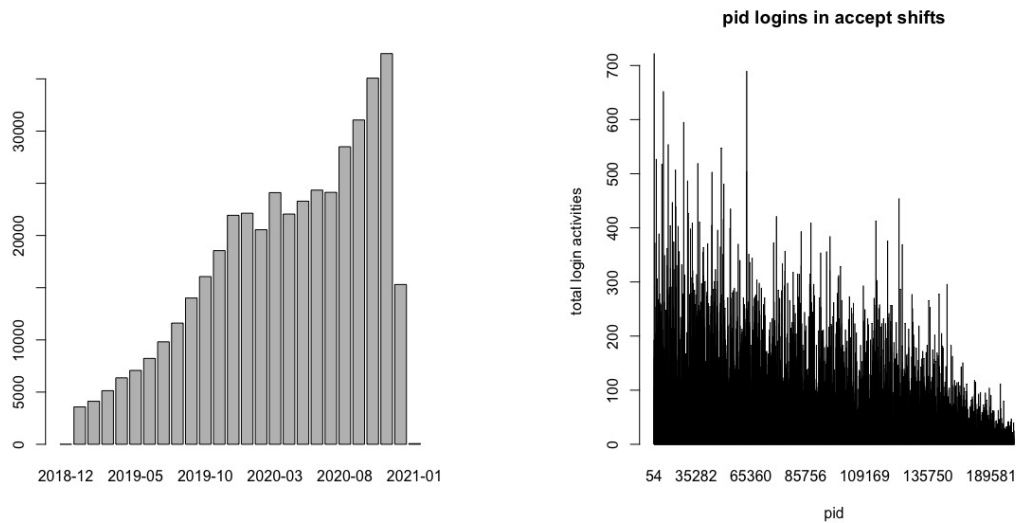 0
5000
10000
20000
30000
2018-12 2019-05 2019-10 2020-03 2020-08 2021-01
pid logins in accept shifts
total login activities
0 100 200 300 400 500 600 700
54 35282 65360 85756 109169 135750 189581
pid